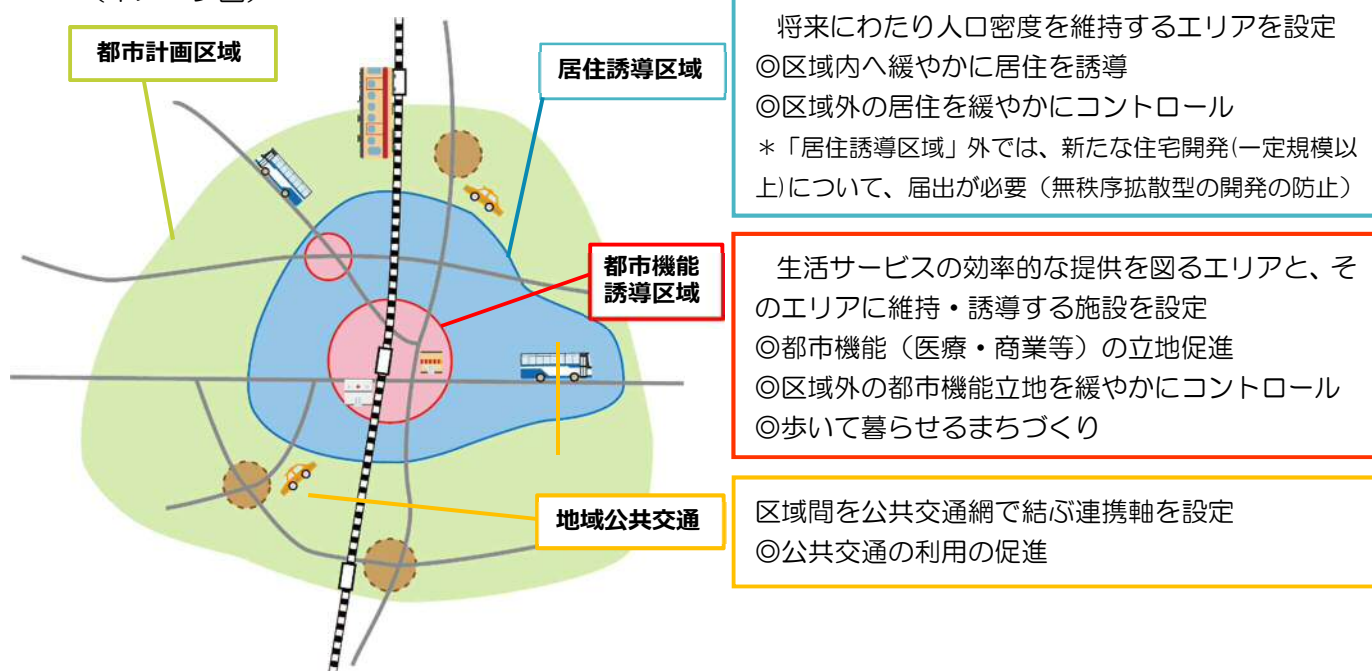 都市計画区域
居住誘導区域
将来にわたり人口密度を維持するエリアを設定
◎区域内へ緩やかに居住を誘導
◎区域外の居住を緩やかにコントロール
＊「居住誘導区域」外では、新たな住宅開発(一定規模以
上)について、届出が必要（無秩序拡散型の開発の防止）
都市機能
誘導区域
生活サービスの効率的な提供を図るエリアと、そ
のエリアに維持・誘導する施設を設定
◎都市機能（医療・商業等）の立地促進
◎区域外の都市機能立地を緩やかにコントロール
◎歩いて暮らせるまちづくり
地域公共交通
区域間を公共交通網で結ぶ連携軸を設定
◎公共交通の利用の促進